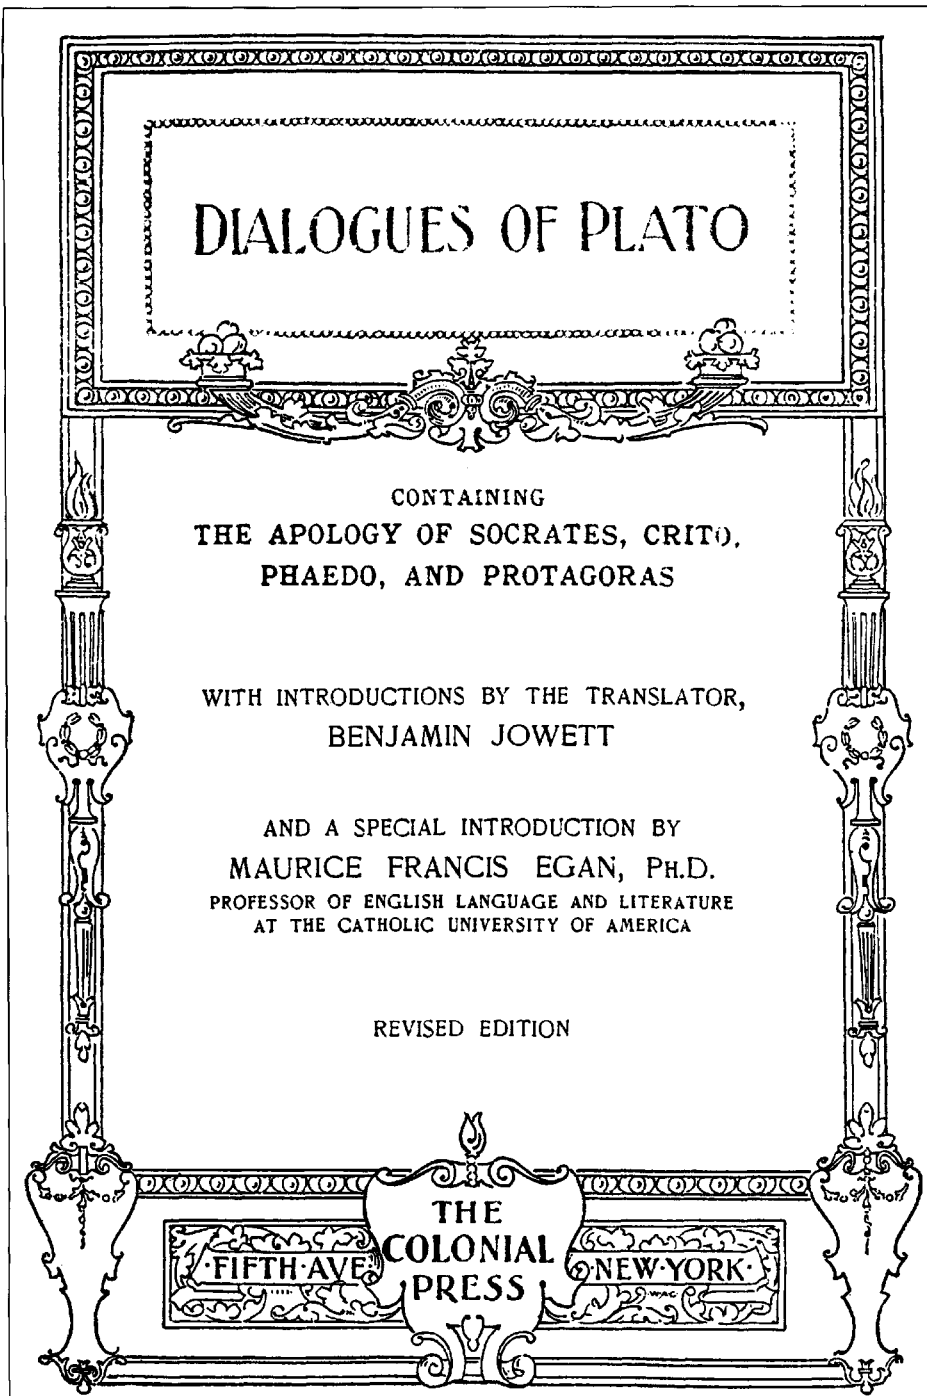 DIALOGUES OF PLATO
CONTAINING
THE APOLOGY OF SOCRATES, CRITO,
PHAEDO, AND PROTAGORAS
WITH INTRODUCTIONS BY THE TRANSLATOR,
BENJAMIN JOWETT
AND A SPECIAL INTRODUCTION BY
MAURICE FRANCIS EGAN, PH.D.
PROFESSOR OF ENGLISH LANGUAGE AND LITERATURE
AT THE CATHOLIC UNIVERSITY OF AMERICA
REVISED EDITION
THE
COLONIAL
PRESS
·FIFTH·AVE·
·NEW·YORK·
WAG